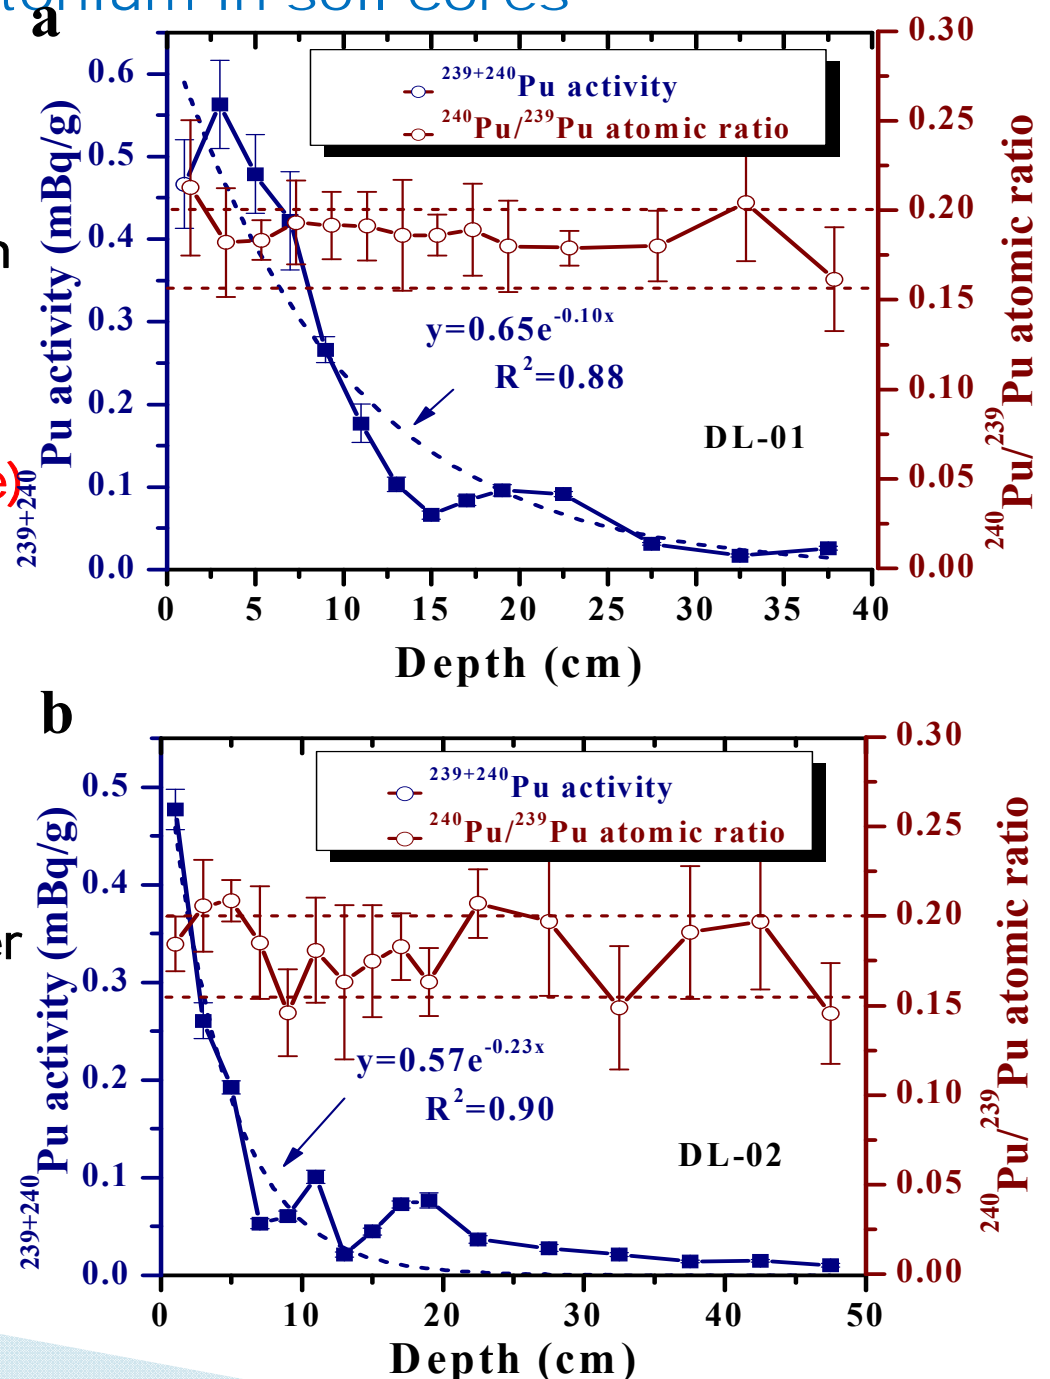 tonium in soil cores
a
239+240Pu activity
240Pu/239Pu atomic ratio
0.6
0.5
0.4
0.3
0.2
0.1
0.0
239+240Pu activity (mBq/g)
0.30
0.25
0.20
0.15
0.10
0.05
0.00
240Pu/239Pu atomic ratio
y=0.65e-0.10x
R2=0.88
DL-01
0 5 10 15 20 25 30 35 40
Depth (cm)
e)
b
239+240Pu activity
240Pu/239Pu atomic ratio
0.5
0.4
0.3
0.2
0.1
0.0
239+240Pu activity (mBq/g)
0.30
0.25
0.20
0.15
0.10
0.05
0.00
240Pu/239Pu atomic ratio
er
y=0.57e-0.23x
R2=0.90
DL-02
0 10 20 30 40 50
Depth (cm)